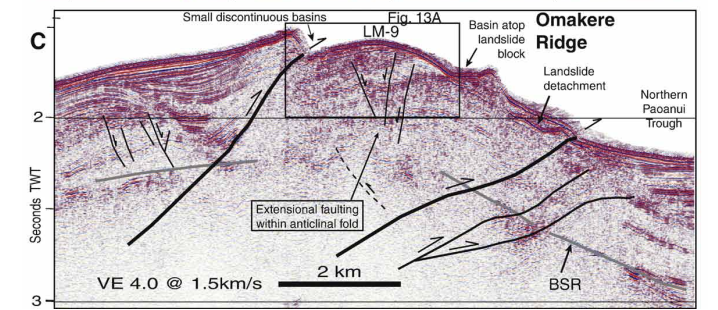 C
Small discontinuous basins
Fig. 13A
LM-9
Basin atop
landslide
block
Omakere
Ridge
Landslide
detachment
Northern
Paoanui
Trough
2
Seconds TWT
Extensional faulting
within anticlinal fold
2 km
VE 4.0 @ 1.5km/s
BSR
3